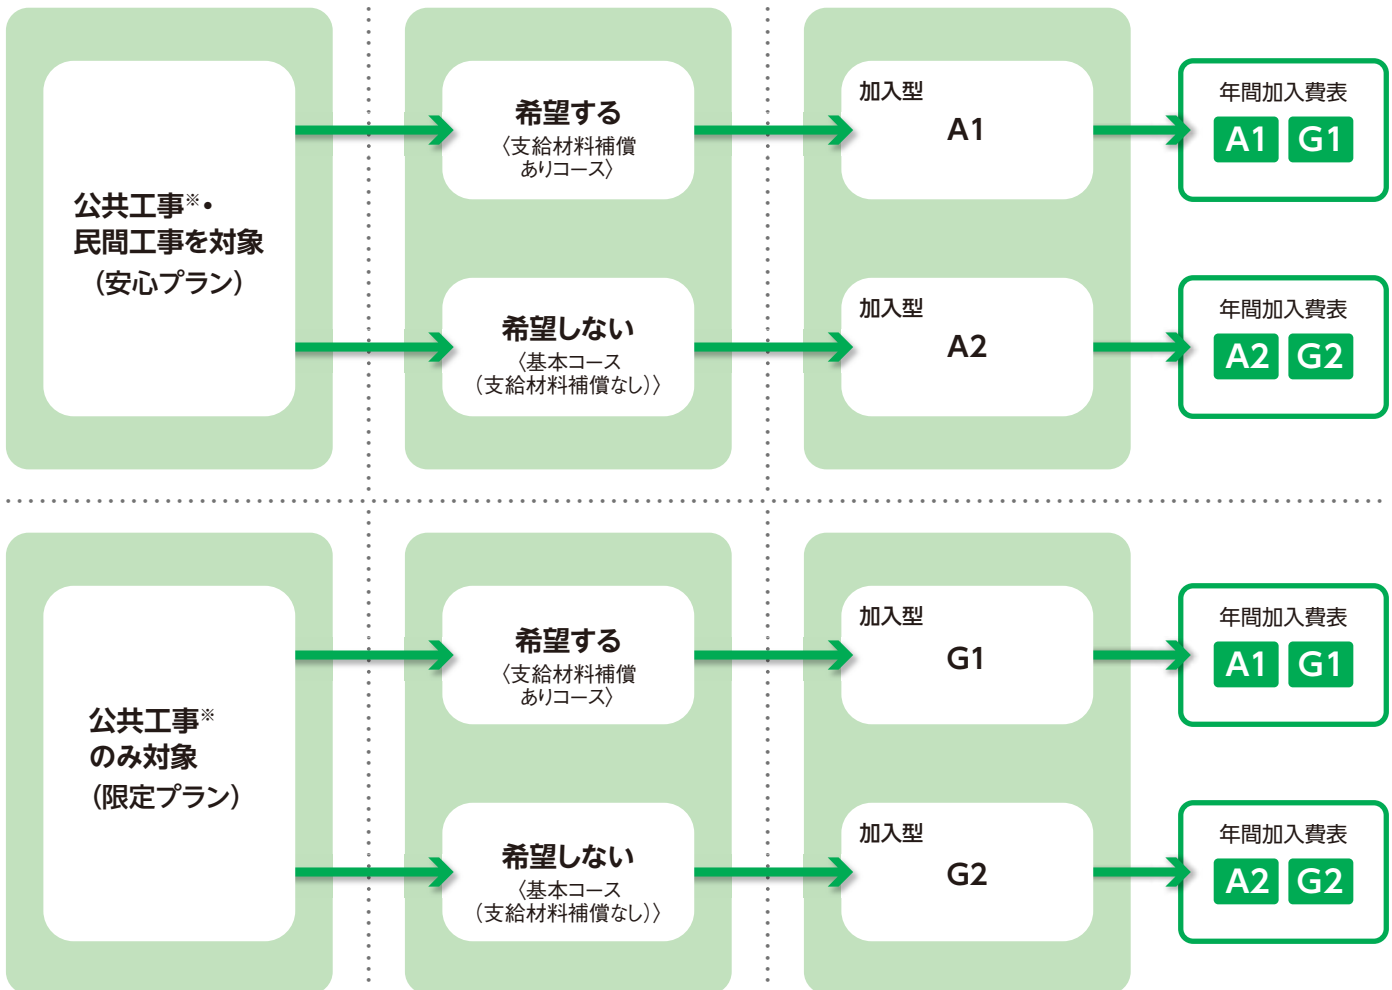 公共工事※・
民間工事を対象
（安心プラン）
希望する
〈支給材料補償
ありコース〉
加入型
A1
年間加入費表
A1 G1
希望しない
〈基本コース
（支給材料補償なし）〉
加入型
A2
年間加入費表
A2 G2
公共工事※
のみ対象
（限定プラン）
希望する
〈支給材料補償
ありコース〉
加入型
G1
年間加入費表
A1 G1
希望しない
〈基本コース
（支給材料補償なし）〉
加入型
G2
年間加入費表
A2 G2